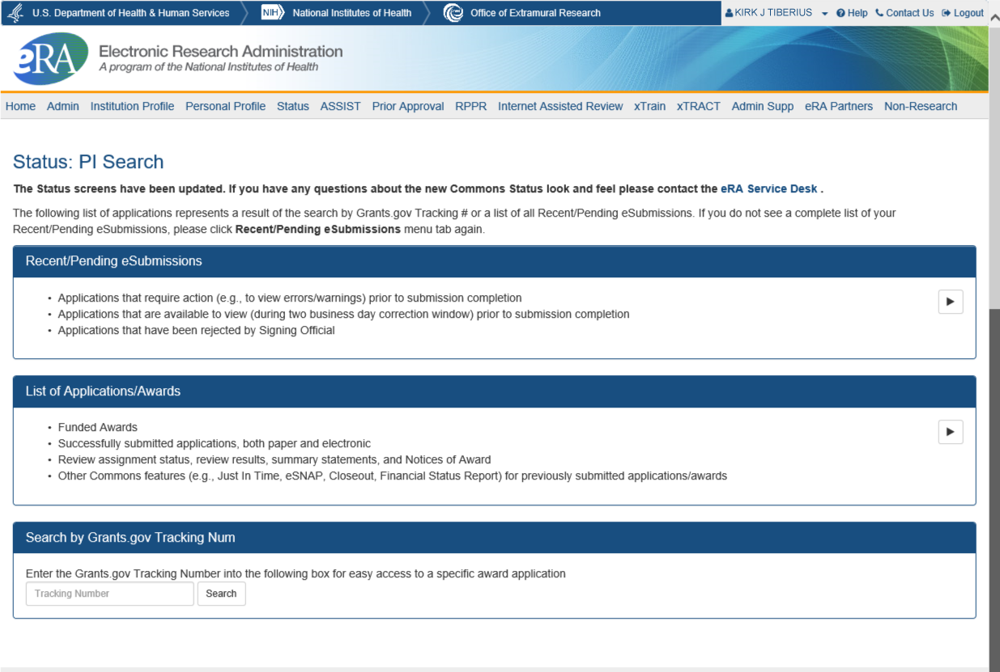 U.S. Department of Health & Human Services NIH National Institutes of Health Office of Extramural Research KIRK J TIBERIUS Help Contact Us Logout
eRA Electronic Research Administration
A program of the National Institutes of Health
Home Admin Institution Profile Personal Profile Status ASSIST Prior Approval RPPR Internet Assisted Review xTrain xTRACT Admin Supp eRA Partners Non-Research
Status: PI Search
The Status screens have been updated. If you have any questions about the new Commons Status look and feel please contact the eRA Service Desk .
The following list of applications represents a result of the search by Grants.gov Tracking # or a list of all Recent/Pending eSubmissions. If you do not see a complete list of your
Recent/Pending eSubmissions, please click Recent/Pending eSubmissions menu tab again.
Recent/Pending eSubmissions
• Applications that require action (e.g., to view errors/warnings) prior to submission completion
• Applications that are available to view (during two business day correction window) prior to submission completion
• Applications that have been rejected by Signing Official
List of Applications/Awards
• Funded Awards
• Successfully submitted applications, both paper and electronic
• Review assignment status, review results, summary statements, and Notices of Award
• Other Commons features (e.g., Just In Time, eSNAP, Closeout, Financial Status Report) for previously submitted applications/awards
Search by Grants.gov Tracking Num
Enter the Grants.gov Tracking Number into the following box for easy access to a specific award application
Tracking Number Search